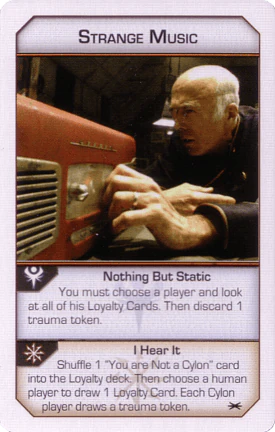 Strange Music
Nothing But Static
You must choose a player and look
at all of his Loyalty Cards. Then discard 1
trauma token.
I Hear It
Shuffle 1 "You are Not a Cylon" card
into the Loyalty deck. Then choose a human
player to draw 1 Loyalty Card. Each Cylon
player draws a trauma token.